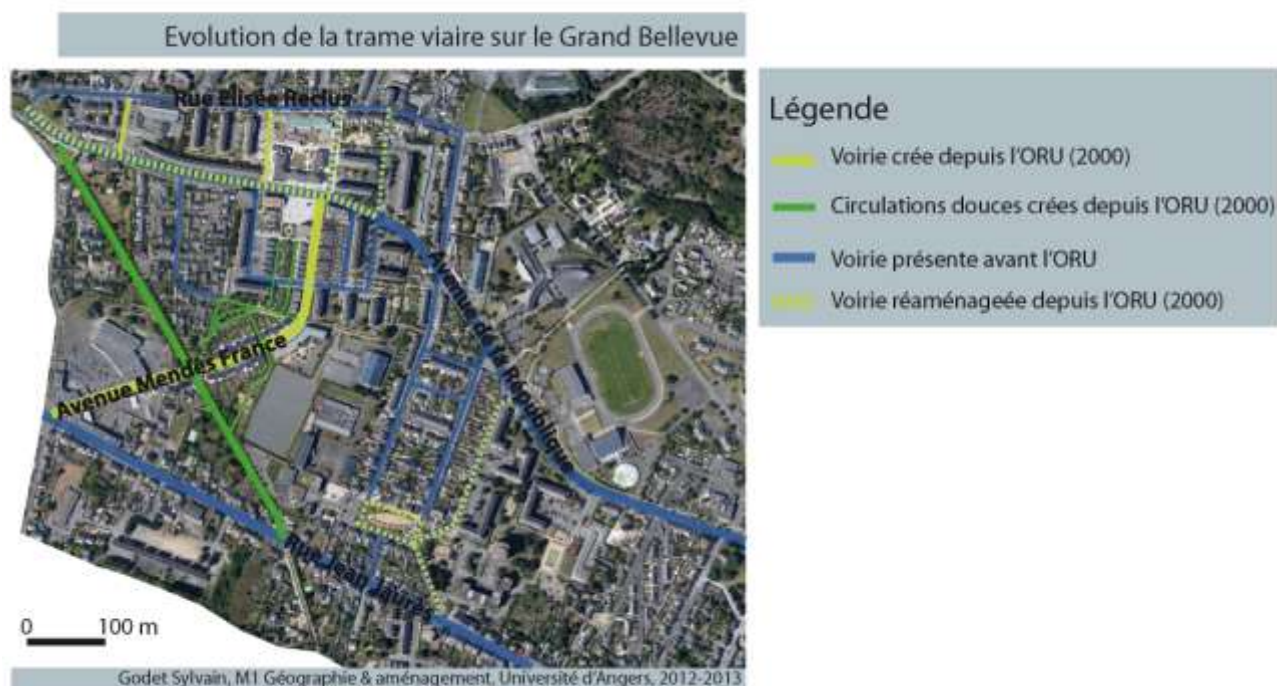 Evolution de la trame viaire sur le Grand Bellevue
Rue Elisée Reclus
Avenue de la République
Avenue Mendès France
Rue Jean Jaurès
0 100 m
Godet Sylvain, M1 Géographie & aménagement, Université d'Angers, 2012-2013
Légende
Voirie crée depuis l'ORU (2000)
Circulations douces crées depuis l'ORU (2000)
Voirie présente avant l'ORU
Voirie réaménageée depuis l'ORU (2000)